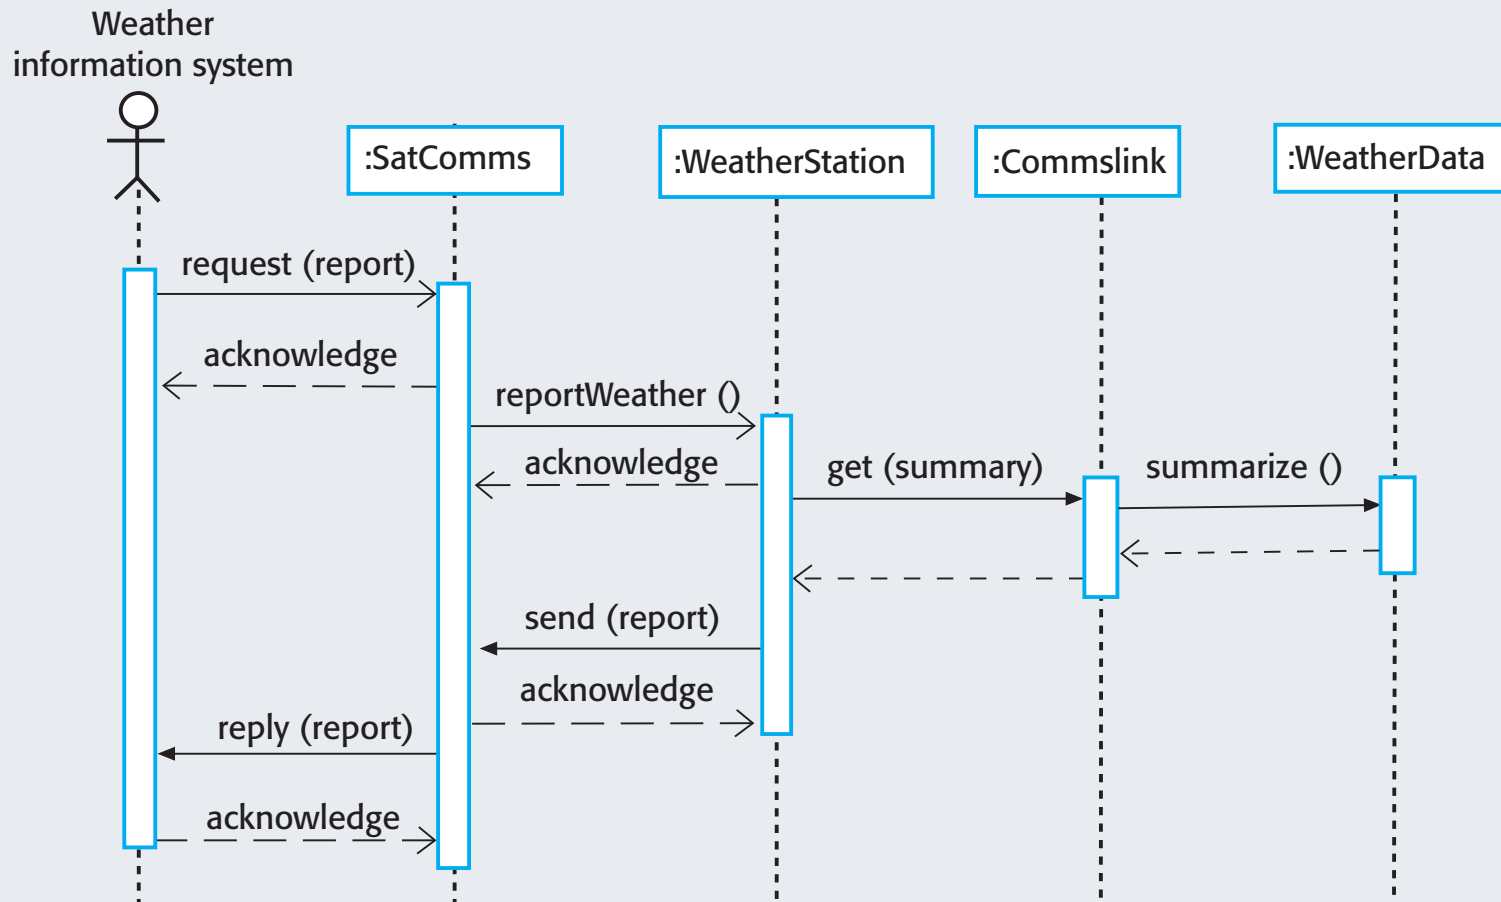 Weather
information system
:SatComms
:WeatherStation
:Commslink
:WeatherData
request (report)
acknowledge
reportWeather ()
acknowledge
get (summary)
summarize ()
send (report)
acknowledge
reply (report)
acknowledge